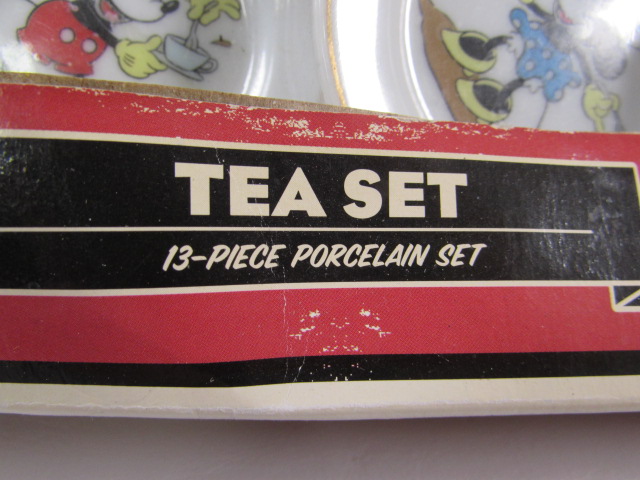 TEA SET
13-PIECE PORCELAIN SET